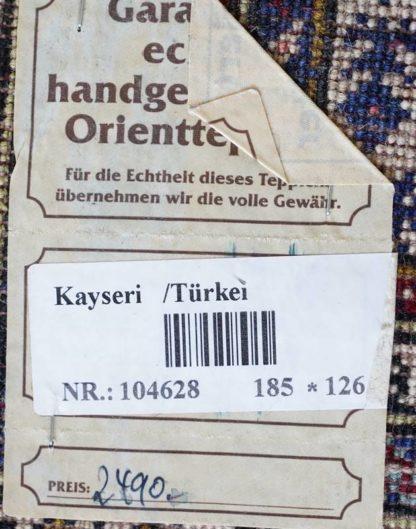 Gara
ec
handge
Orientte
Für die Echtheit dieses
übernehmen wir die volle Gewähr.
Kayseri /Türkei
NR.: 104628 185 * 126
PREIS: 2490.-